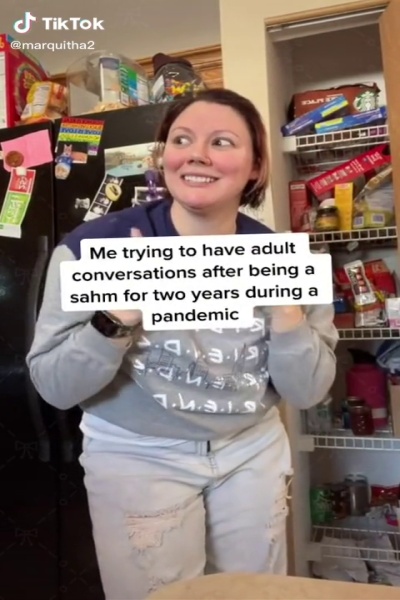 TikTok
@marquitha2
Me trying to have adult
conversations after being a
sahm for two years during a
pandemic